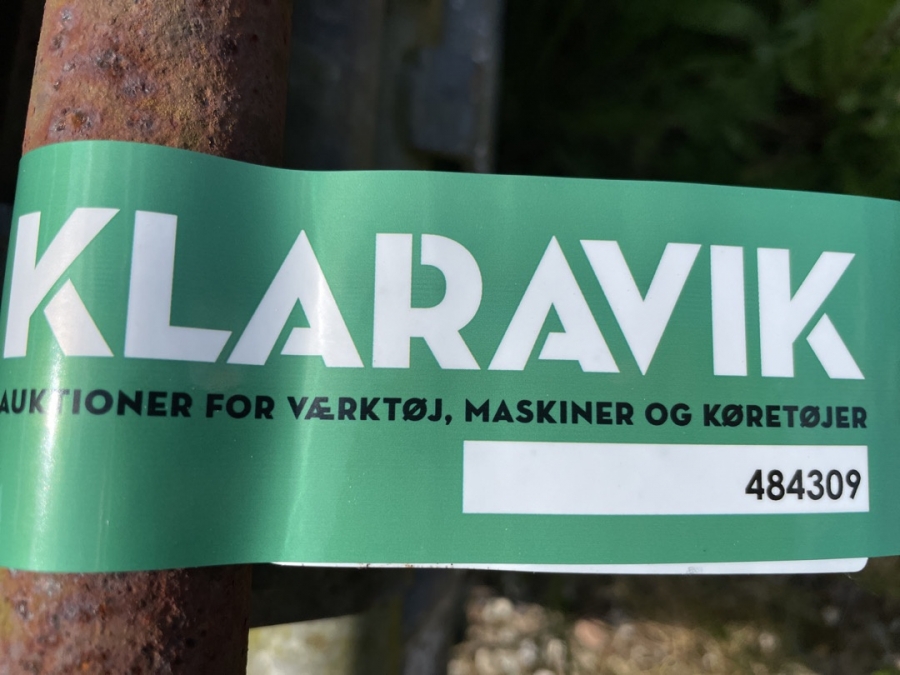 KLARAVIK
AUKTIONER FOR VÆRKTØJ, MASKINER OG KØRETØJER
484309